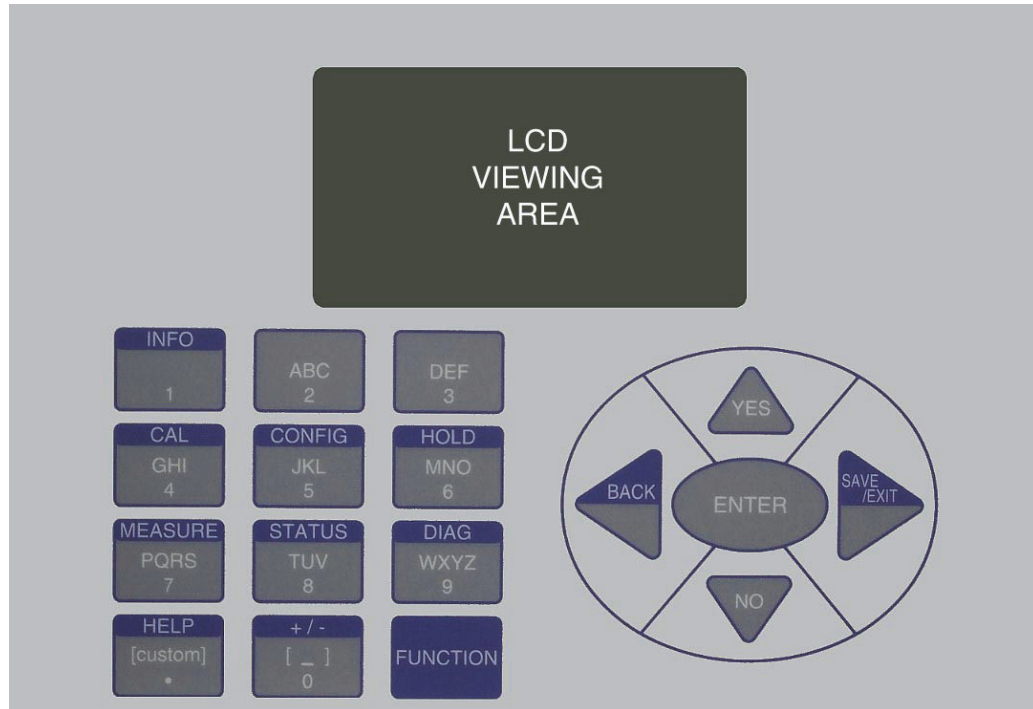 LCD
VIEWING
AREA
INFO
1
ABC
2
DEF
3
CAL
GHI
4
CONFIG
JKL
5
HOLD
MNO
6
MEASURE
PQRS
7
STATUS
TUV
8
DIAG
WXYZ
9
HELP
[custom]
•
+ / -
[ _ ]
0
FUNCTION
YES
BACK
ENTER
SAVE
/EXIT
NO